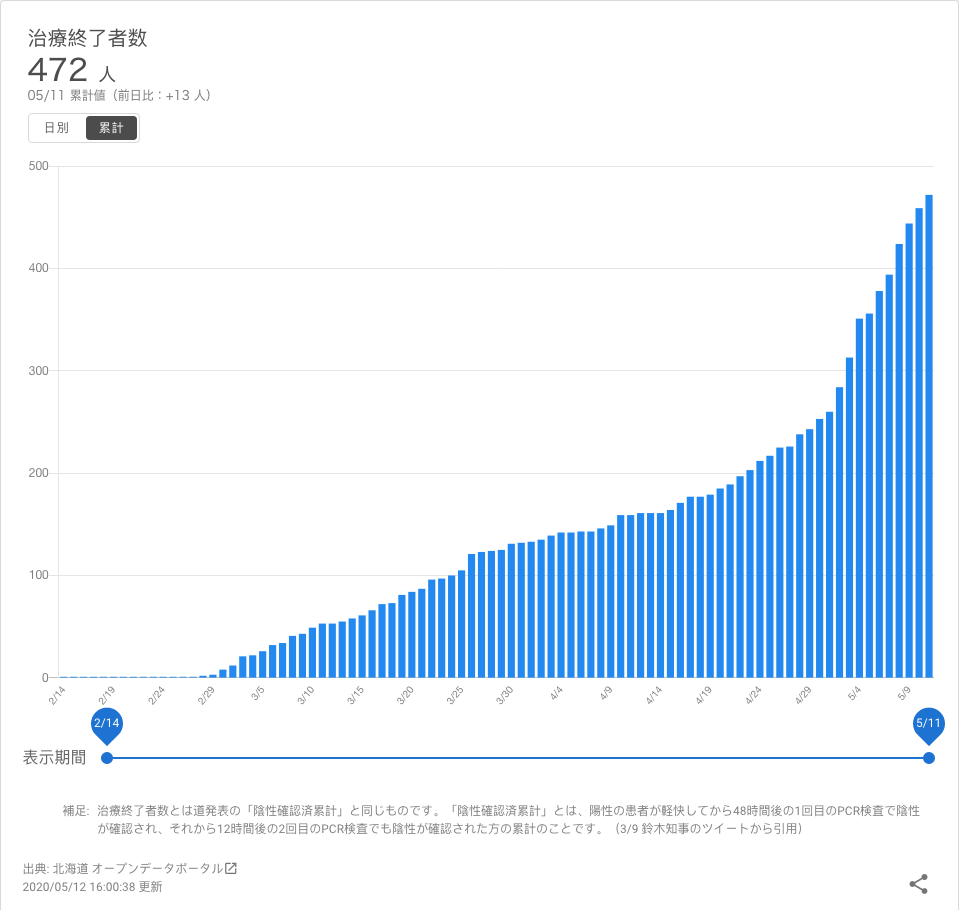 治療終了者数
472 人
05/11 累計値（前日比：+13 人）
日別 累計
500
400
300
200
100
0
2/14 2/19 2/24 2/29 3/5 3/10 3/15 3/20 3/25 3/30 4/4 4/9 4/14 4/19 4/24 4/29 5/4 5/9
2/14 5/11
表示期間
補足: 治療終了者数とは道発表の「陰性確認済累計」と同じものです。「陰性確認済累計」とは、陽性の患者が軽快してから48時間後の1回目のPCR検査で陰性
が確認され、それから12時間後の2回目のPCR検査でも陰性が確認された方の累計のことです。（3/9 鈴木知事のツイートから引用）
出典: 北海道 オープンデータポータル
2020/05/12 16:00:38 更新